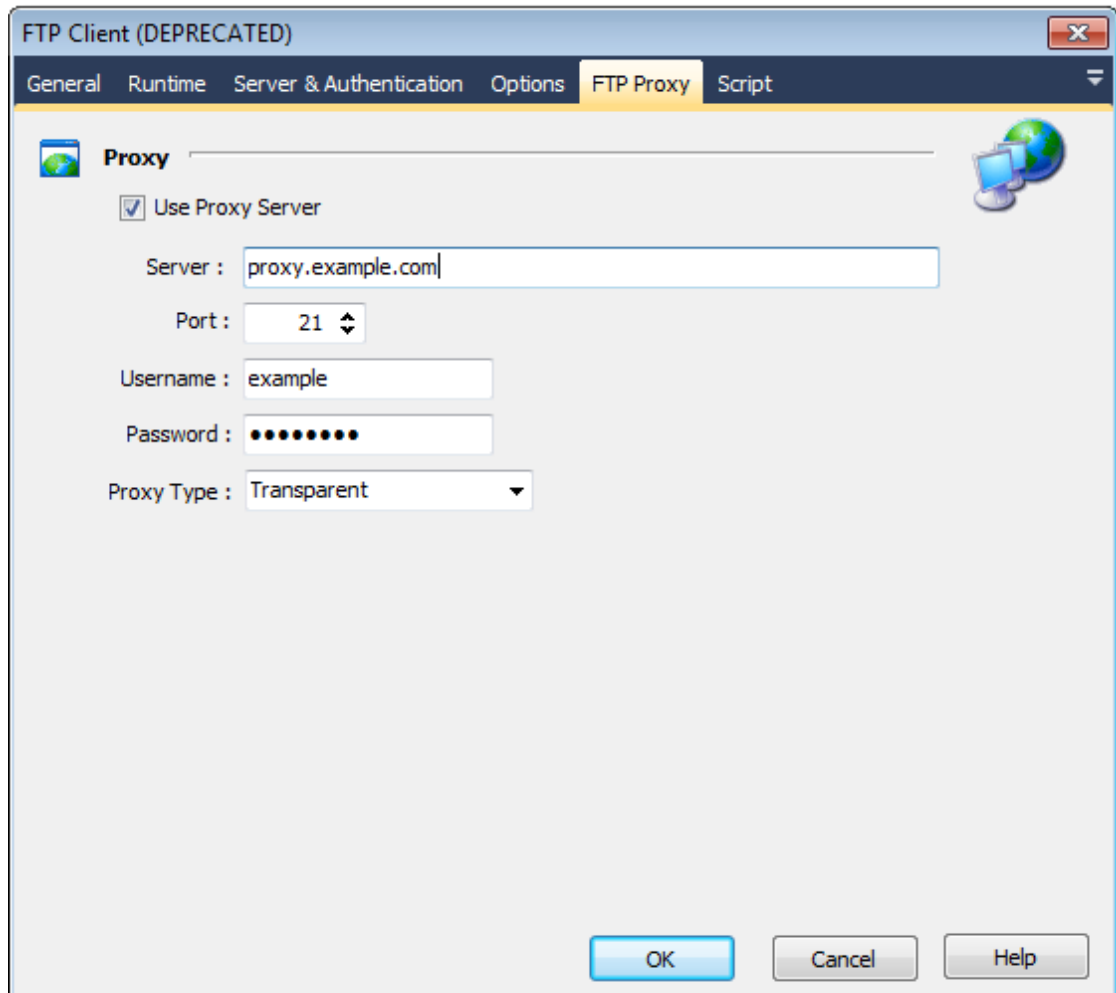 FTP Client (DEPRECATED)
General Runtime Server & Authentication Options FTP Proxy Script
Proxy
Use Proxy Server
Server : proxy.example.com
Port : 21
Username : example
Password : ••••••••
Proxy Type : Transparent
OK Cancel Help